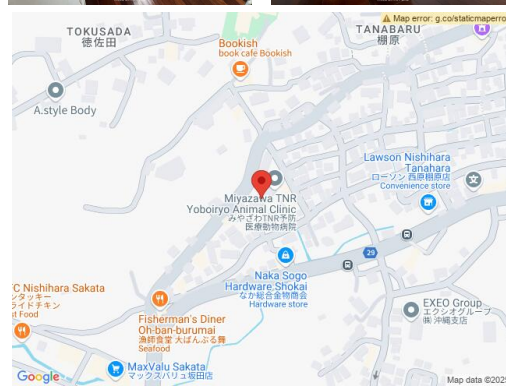 Map error: g.co/staticmaperro
TOKUSADA
徳佐田
TANABARU
棚原
Bookish
book cafe Bookish
A.style Body
Lawson Nishihara
Tanahara
ローソン 西原棚原店
Convenience store
Miyazawa TNR
Yoboiryo Animal Clinic
みやざわTNR予防
医療動物病院
29
Naka Sogo
Hardware Shokai
なか総合金物商会
Hardware store
FC Nishihara Sakata
ンタッキー
ライドチキン
t Food
EXEO Group
エクシオグループ
㈱ 沖縄支店
Fisherman's Diner
Oh-ban-burumai
漁師食堂 大ばんぶる舞
Seafood
MaxValu Sakata
マックスバリュ坂田店
Google
Map data ©2025